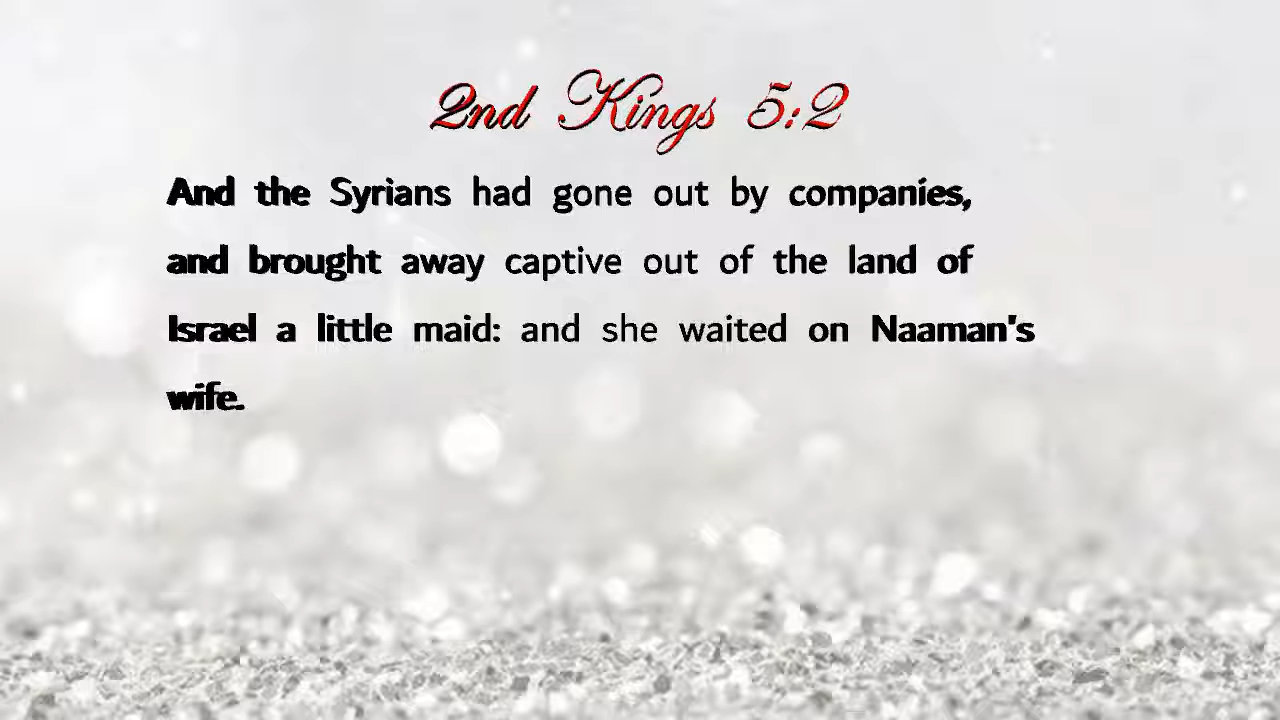 2nd Kings 5:2
And the Syrians had gone out by companies,
and brought away captive out of the land of
Israel a little maid: and she waited on Naaman's
wife.